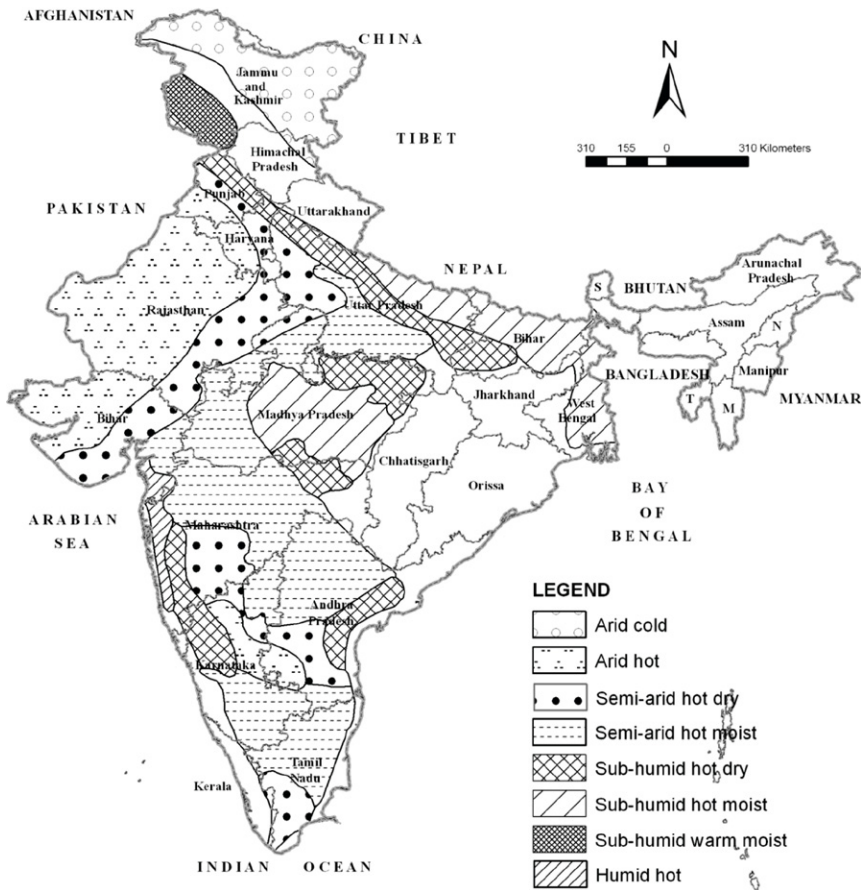 AFGHANISTAN
CHINA
N
Jammu
and
Kashmir
310 155 0 310 Kilometers
TIBET
Himachal
Pradesh
Punjab
PAKISTAN
Uttarakhand
Haryana
NEPAL
Arunachal
Pradesh
S
BHUTAN
Rajasthan
Uttar Pradesh
Assam
N
Bihar
BANGLADESH
Manipur
Jharkhand
West
Bengal
T
M
MYANMAR
Bihar
Madhya Pradesh
Chhatisgarh
Orissa
ARABIAN
SEA
BAY
OF
BENGAL
Maharashtra
Andhra
Pradesh
Karnataka
Tamil
Nadu
Kerala
INDIAN OCEAN
LEGEND
Arid cold
Arid hot
Semi-arid hot dry
Semi-arid hot moist
Sub-humid hot dry
Sub-humid hot moist
Sub-humid warm moist
Humid hot